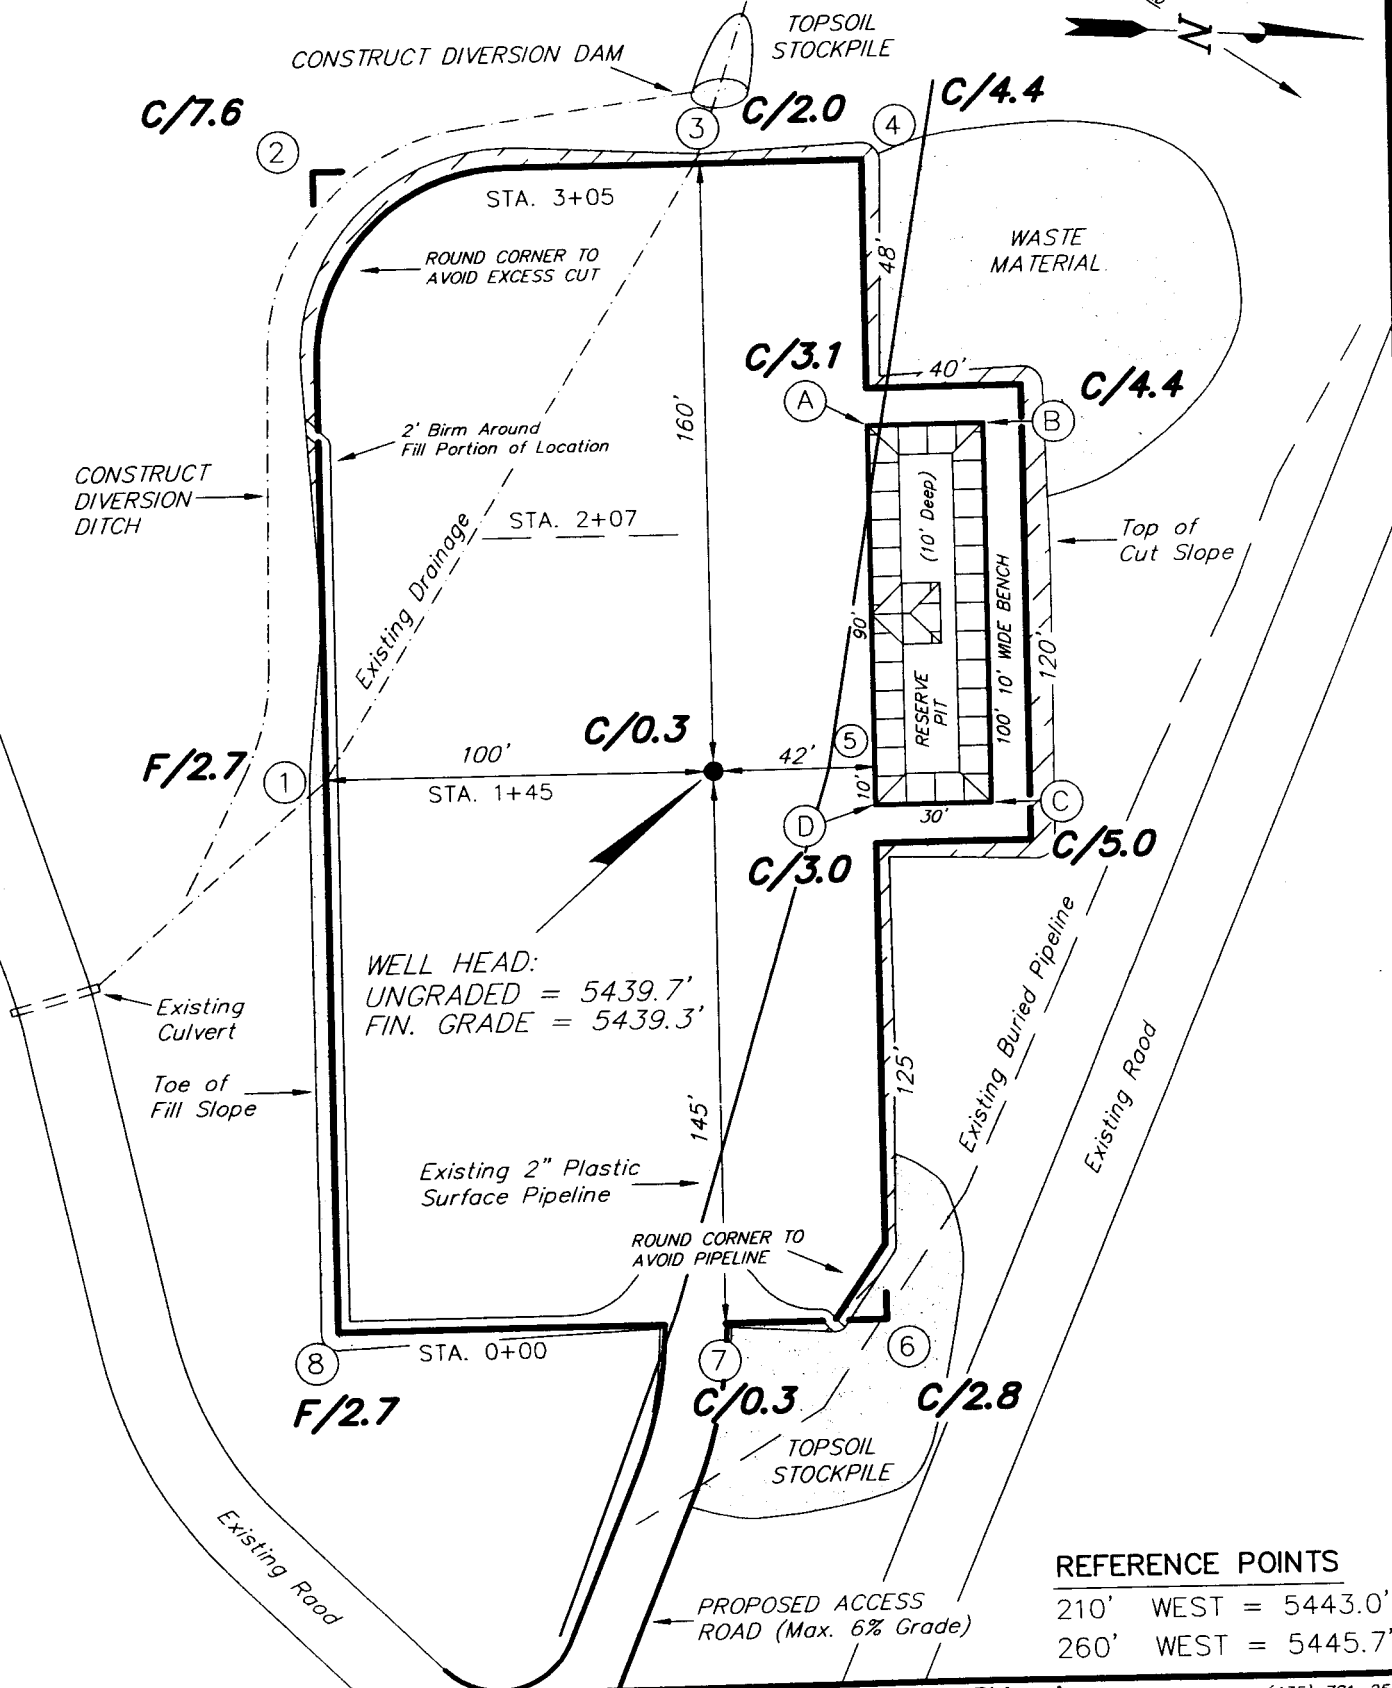 TOPSOIL
STOCKPILE
N
CONSTRUCT DIVERSION DAM
C/7.6
C/2.0
C/4.4
2
3
4
STA. 3+05
ROUND CORNER TO
AVOID EXCESS CUT
48'
WASTE
MATERIAL
C/3.1
40'
C/4.4
A
B
160'
2' Birm Around
Fill Portion of Location
CONSTRUCT
DIVERSION
DITCH
STA. 2+07
Existing Drainage
(10' Deep)
Top of
Cut Slope
90'
RESERVE
PIT
100' 10' WIDE BENCH
120'
C/0.3
F/2.7
1
100'
STA. 1+45
42'
5
10'
30'
D
C
C/3.0
C/5.0
WELL HEAD:
UNGRADED = 5439.7'
FIN. GRADE = 5439.3'
Existing
Culvert
Toe of
Fill Slope
Existing Buried Pipeline
Existing Raod
125'
145'
Existing 2" Plastic
Surface Pipeline
ROUND CORNER TO
AVOID PIPELINE
8
STA. 0+00
7
6
F/2.7
C/0.3
C/2.8
TOPSOIL
STOCKPILE
Existing Raod
PROPOSED ACCESS
ROAD (Max. 6% Grade)
REFERENCE POINTS
210' WEST = 5443.0'
260' WEST = 5445.7'